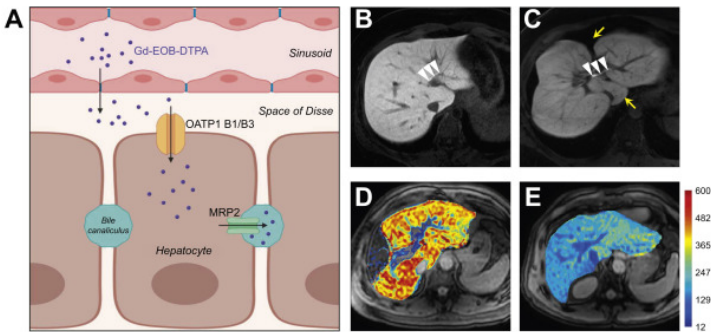 A
Gd-EOB-DTPA
Sinusoid
Space of Disse
OATP1 B1/B3
MRP2
Bile
canaliculus
Hepatocyte
B
C
D
E
600
482
365
247
129
12